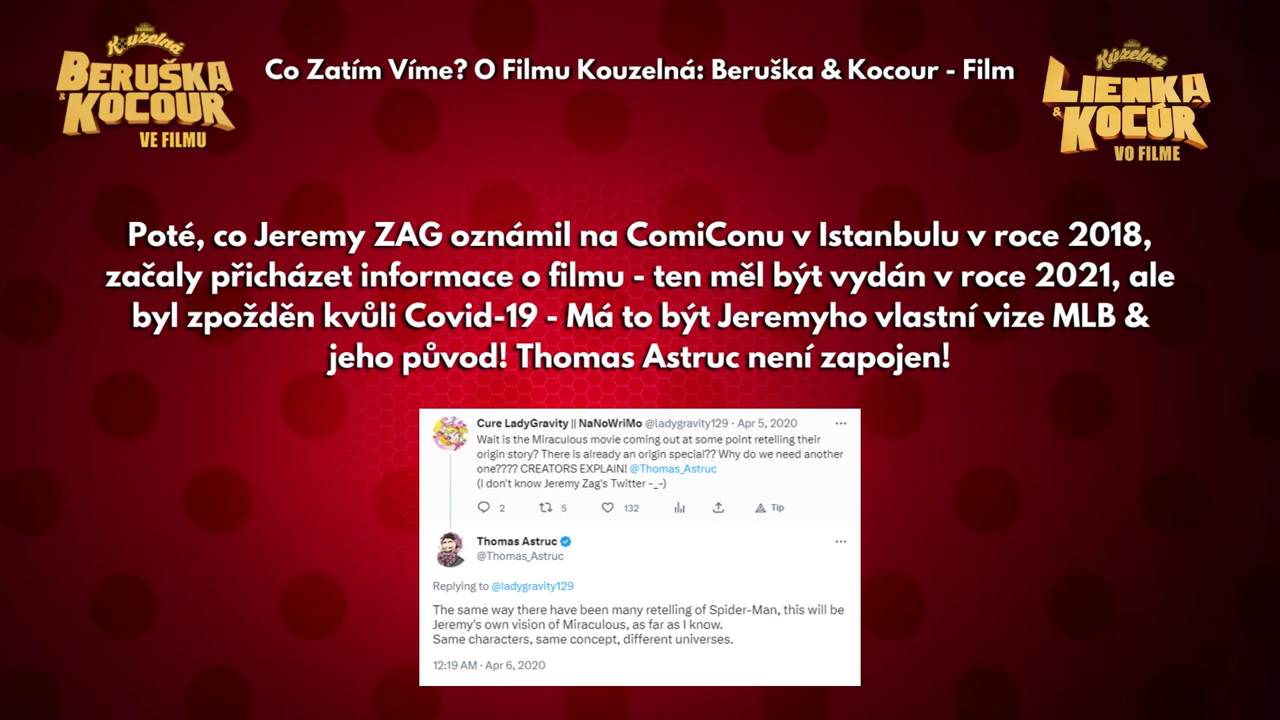 Kouzelná
BERUŠKA
& KOCOUR
VE FILMU
Co Zatím Víme? O Filmu Kouzelná: Beruška & Kocour - Film
Kúzelná
LIENKA
& KOCÚR
VO FILME
Poté, co Jeremy ZAG oznámil na ComiConu v Istanbulu v roce 2018,
začaly přicházet informace o filmu - ten měl být vydán v roce 2021, ale
byl zpožděn kvůli Covid-19 - Má to být Jeremyho vlastní vize MLB &
jeho původ! Thomas Astruc není zapojen!
Cure LadyGravity || NaNoWriMo @ladygravity129 · Apr 5, 2020 ...
Wait is the Miraculous movie coming out at some point retelling their
origin story? There is already an origin special?? Why do we need another
one???? CREATORS EXPLAIN! @Thomas_Astruc
(I don't know Jeremy Zag's Twitter -_-)
2 5 132 Tip
Thomas Astruc ...
@Thomas_Astruc
Replying to @ladygravity129
The same way there have been many retelling of Spider-Man, this will be
Jeremy's own vision of Miraculous, as far as I know.
Same characters, same concept, different universes.
12:19 AM · Apr 6, 2020